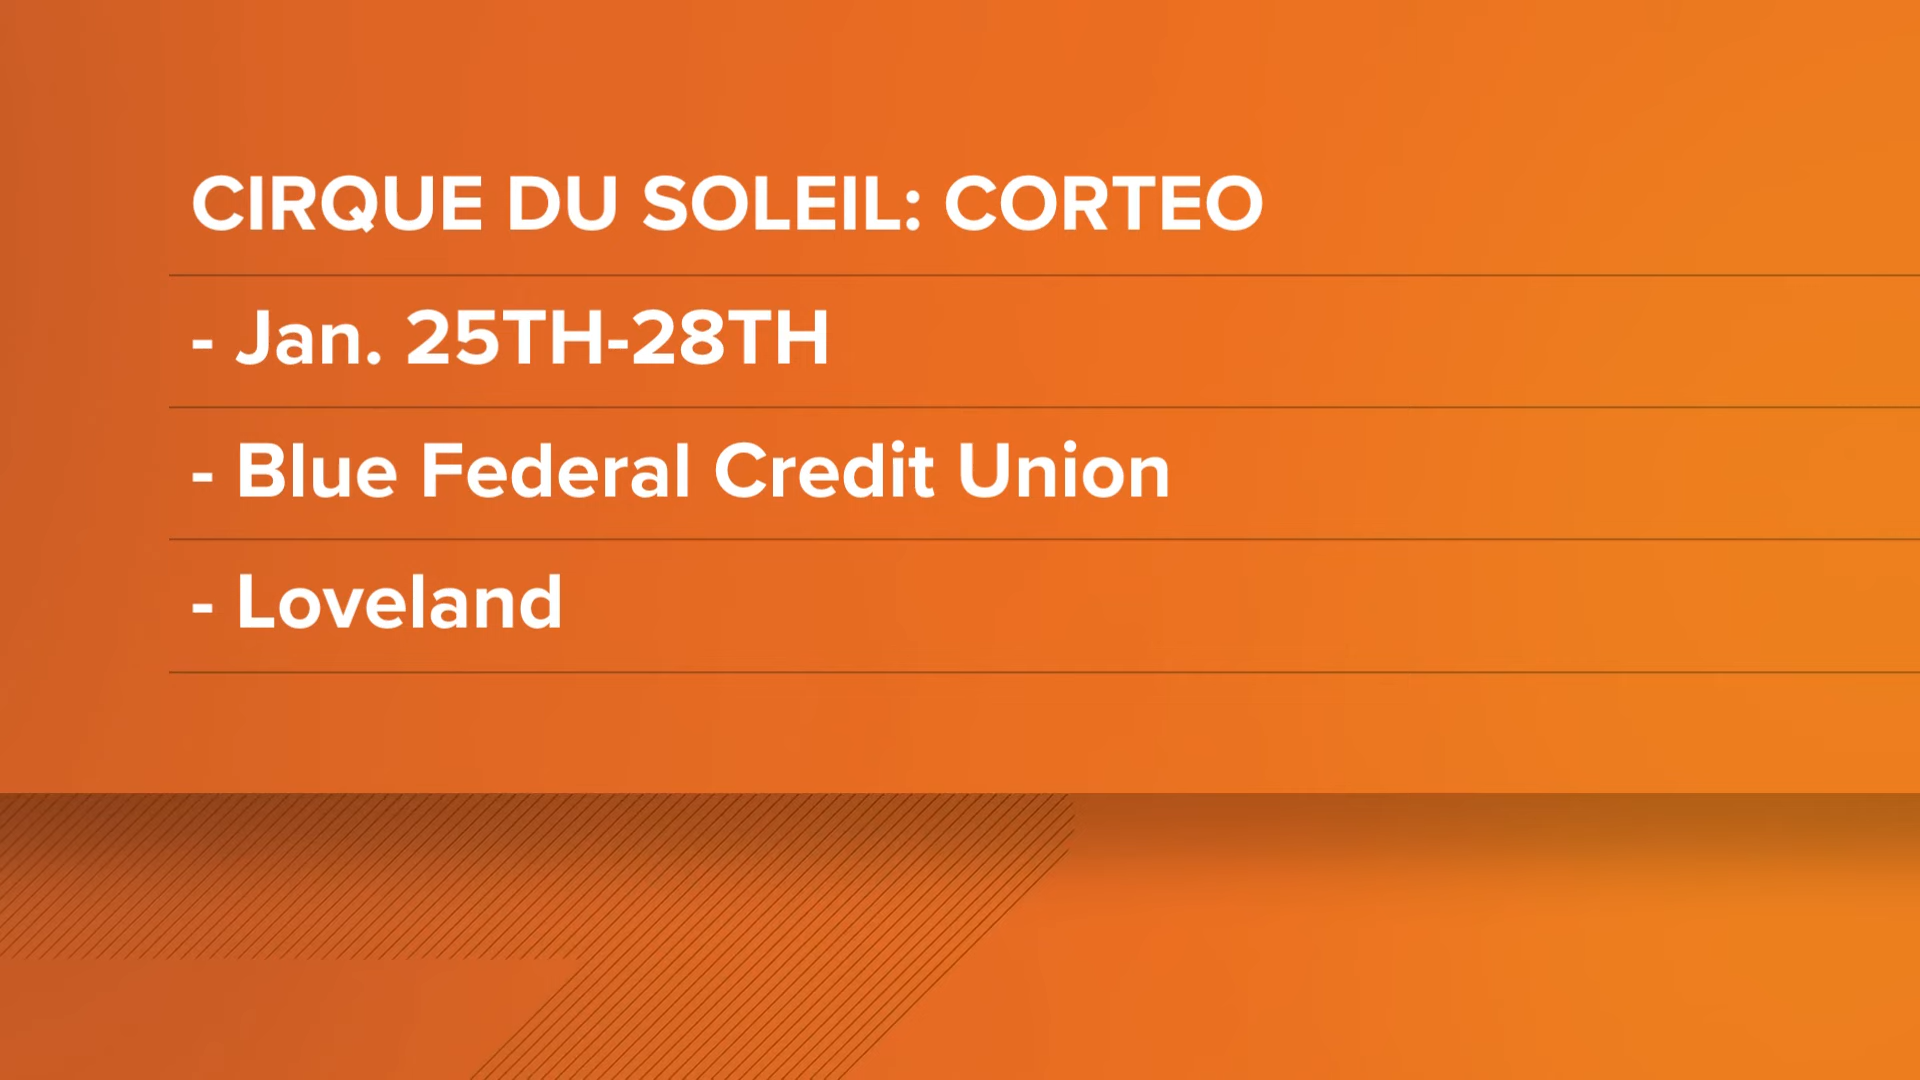 CIRQUE DU SOLEIL: CORTEO
- Jan. 25TH-28TH
- Blue Federal Credit Union
- Loveland